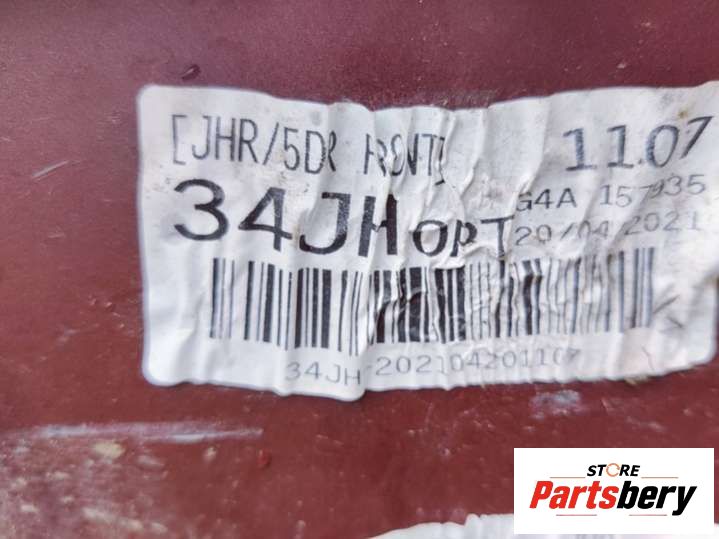 [JHR/5DR FRONT] 11.07
34JH OPT G4A 157935
20/04/2021
34JH 202104201107
STORE
Partsbery